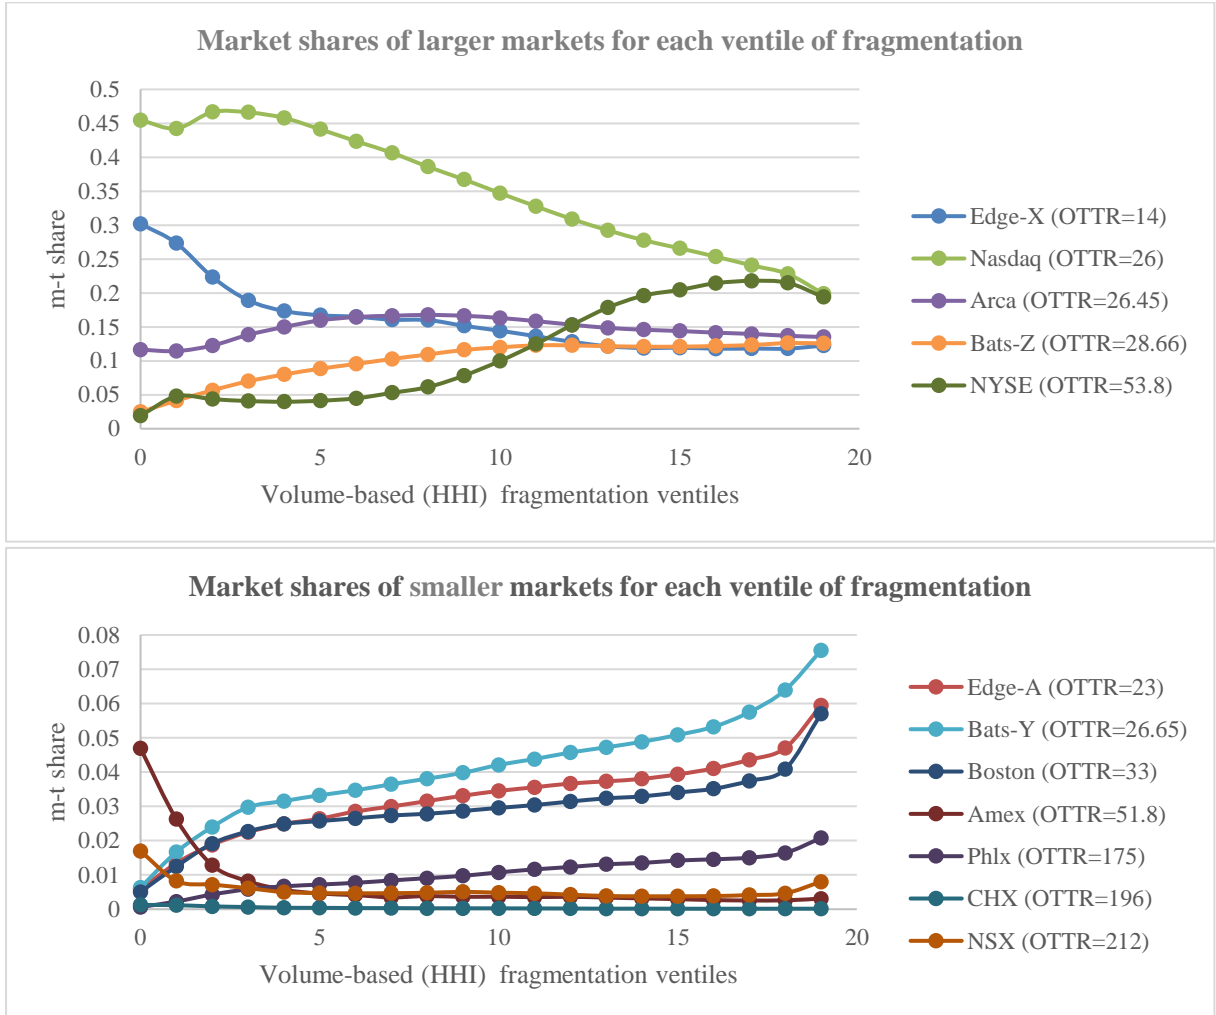 Market shares of larger markets for each ventile of fragmentation
0.5
0.45
0.4
0.35
0.3
0.25
0.2
0.15
0.1
0.05
0
m-t share
0 5 10 15 20
Volume-based (HHI) fragmentation ventiles
Edge-X (OTTR=14)
Nasdaq (OTTR=26)
Arca (OTTR=26.45)
Bats-Z (OTTR=28.66)
NYSE (OTTR=53.8)
Market shares of smaller markets for each ventile of fragmentation
0.08
0.07
0.06
0.05
0.04
0.03
0.02
0.01
0
m-t share
0 5 10 15 20
Volume-based (HHI) fragmentation ventiles
Edge-A (OTTR=23)
Bats-Y (OTTR=26.65)
Boston (OTTR=33)
Amex (OTTR=51.8)
Phlx (OTTR=175)
CHX (OTTR=196)
NSX (OTTR=212)